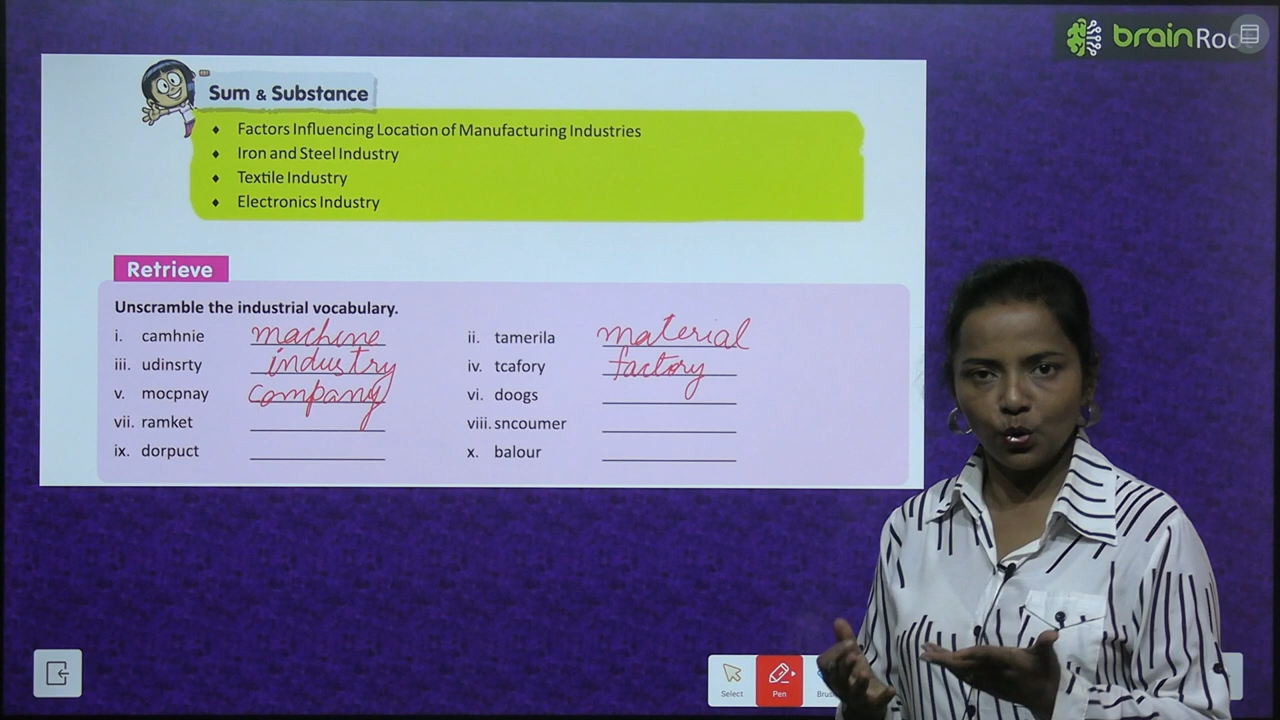 brainRo
Sum & Substance
♦ Factors Influencing Location of Manufacturing Industries
♦ Iron and Steel Industry
♦ Textile Industry
♦ Electronics Industry
Retrieve
Unscramble the industrial vocabulary.
i. camhnie machine ii. tamerila material
iii. udinsrty industry iv. tcafory factory
v. mocpnay company vi. doogs
vii. ramket viii. sncoumer
ix. dorpuct x. balour
Select Pen